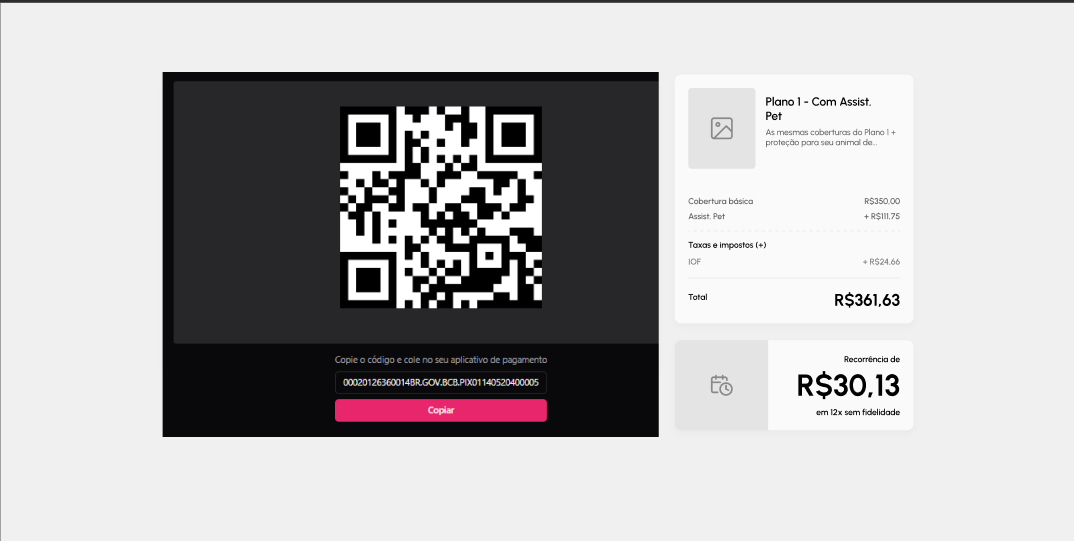 Copie o código e cole no seu aplicativo de pagamento
00020126360014BR.GOV.BCB.PIX01140520400005
Copiar
Plano 1 - Com Assist.
Pet
As mesmas coberturas do Plano 1 +
proteção para seu animal de...
Cobertura básica R$350,00
Assist. Pet + R$111,75
Taxas e impostos (+)
IOF + R$24,66
Total R$361,63
Recorrência de
R$30,13
em 12x sem fidelidade